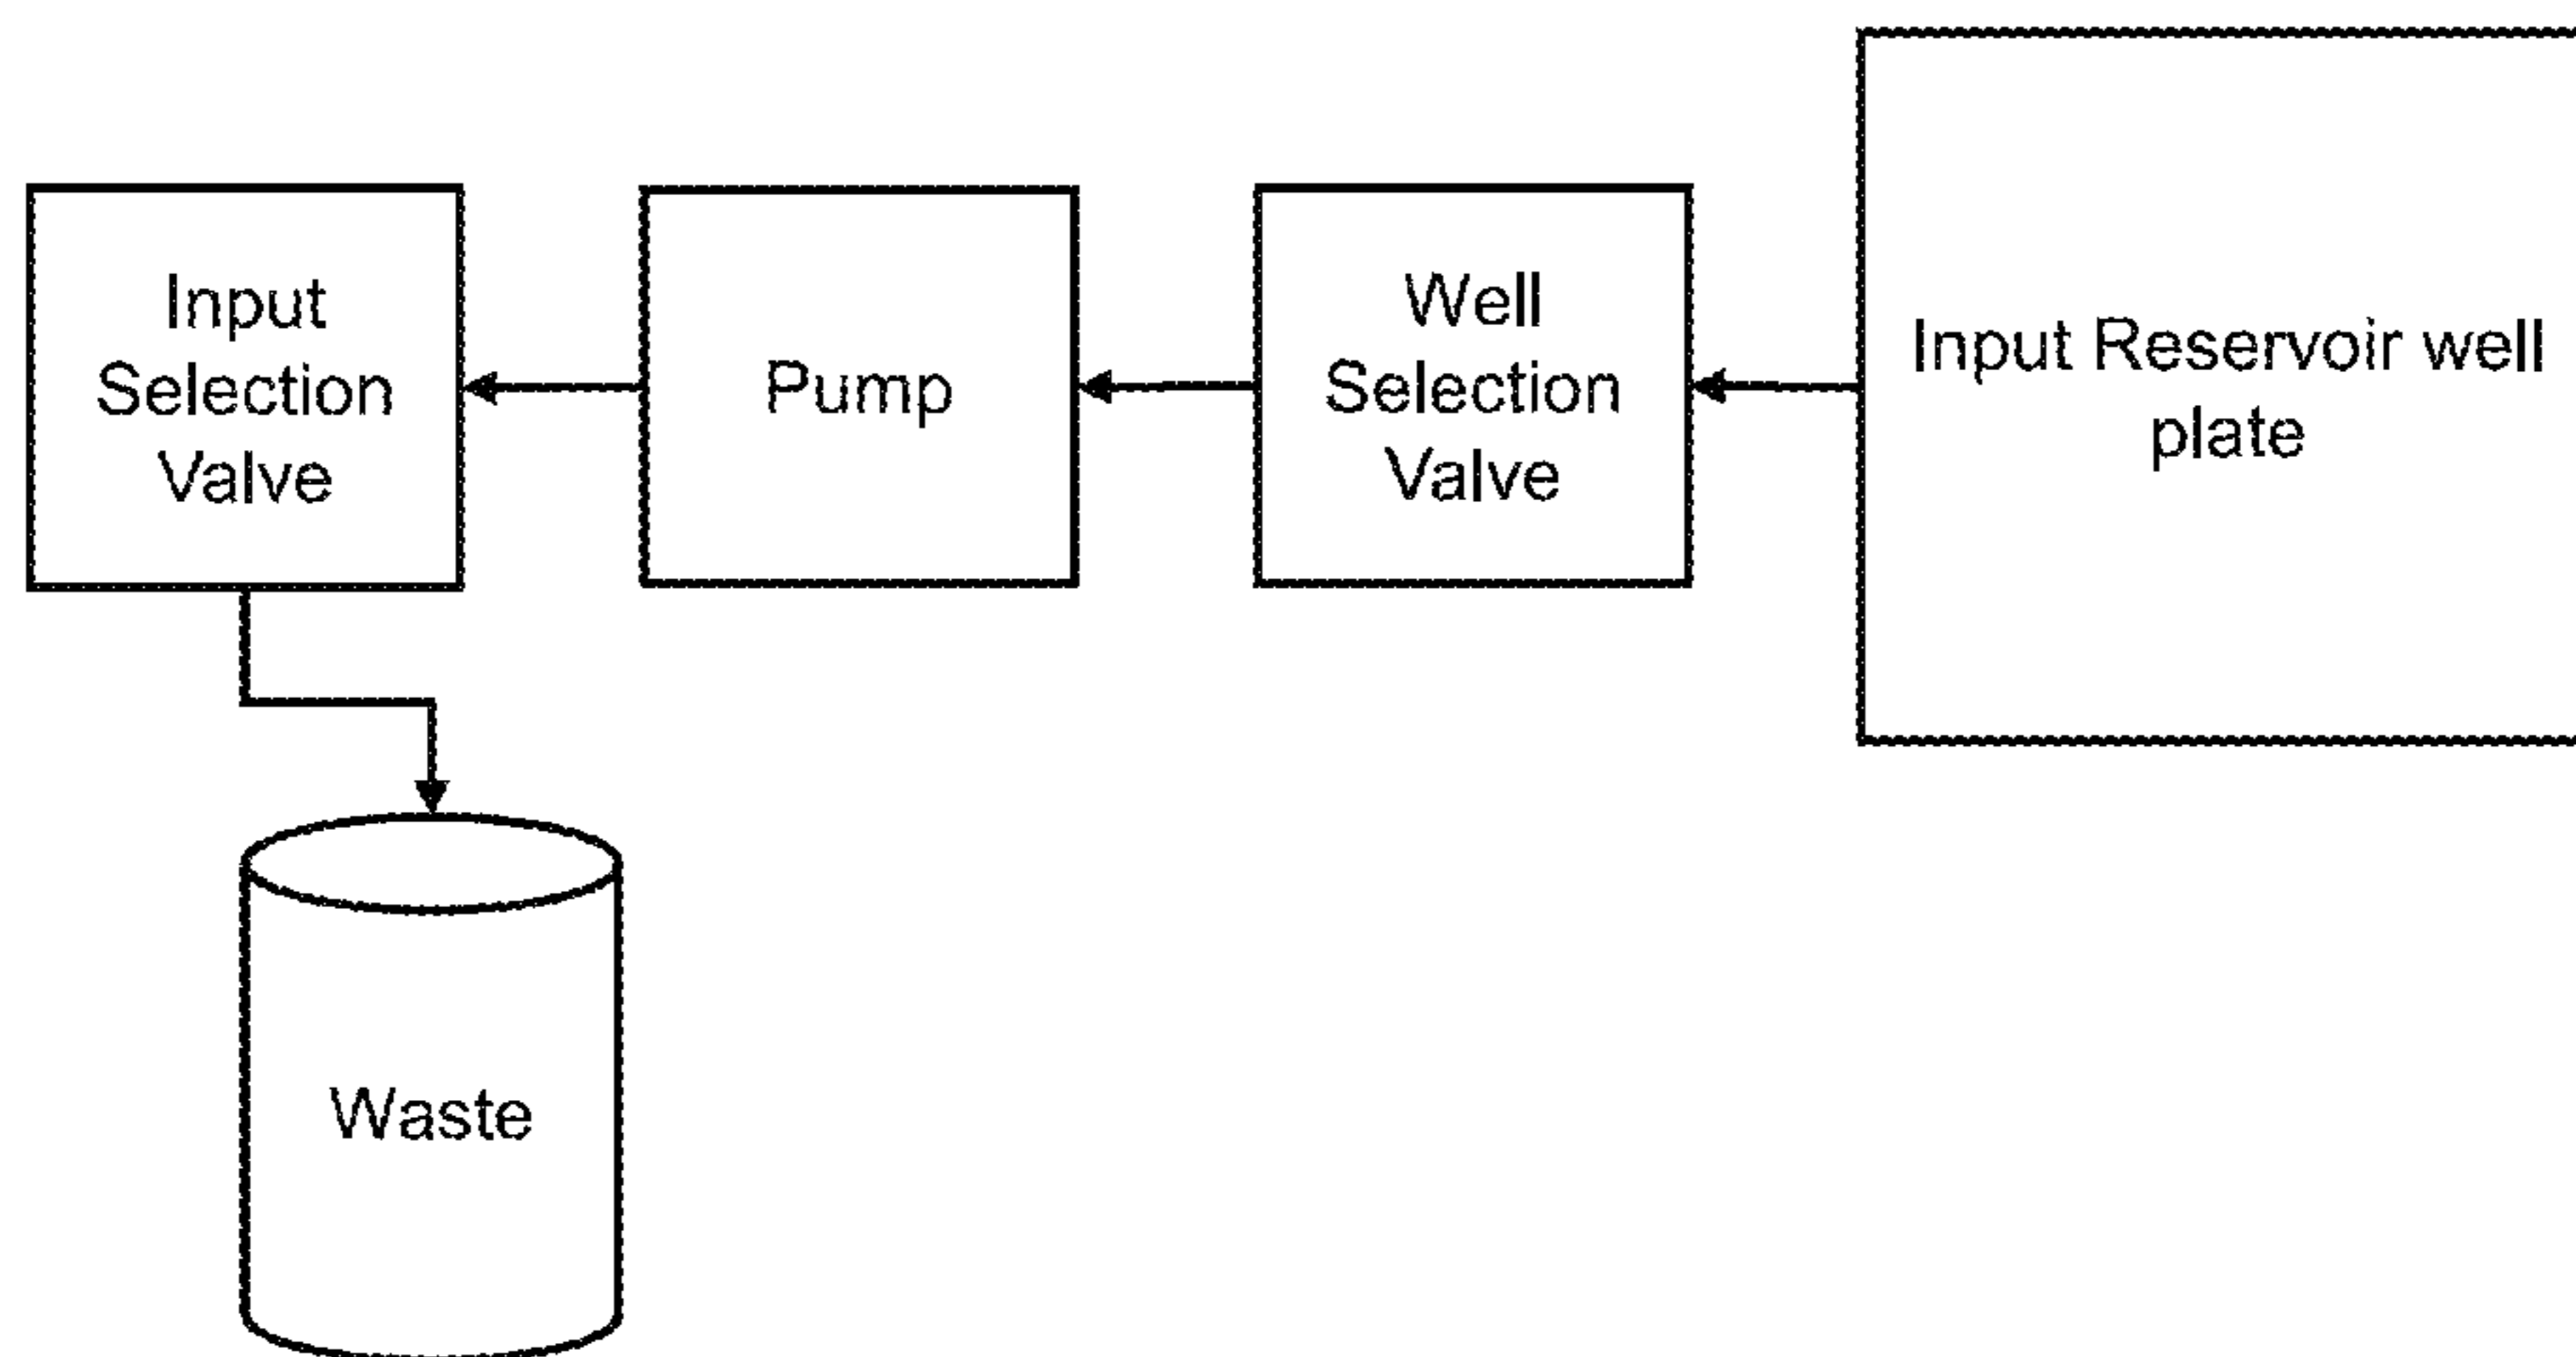 Input
Selection
Valve
Pump
Well
Selection
Valve
Input Reservoir well
plate
Waste